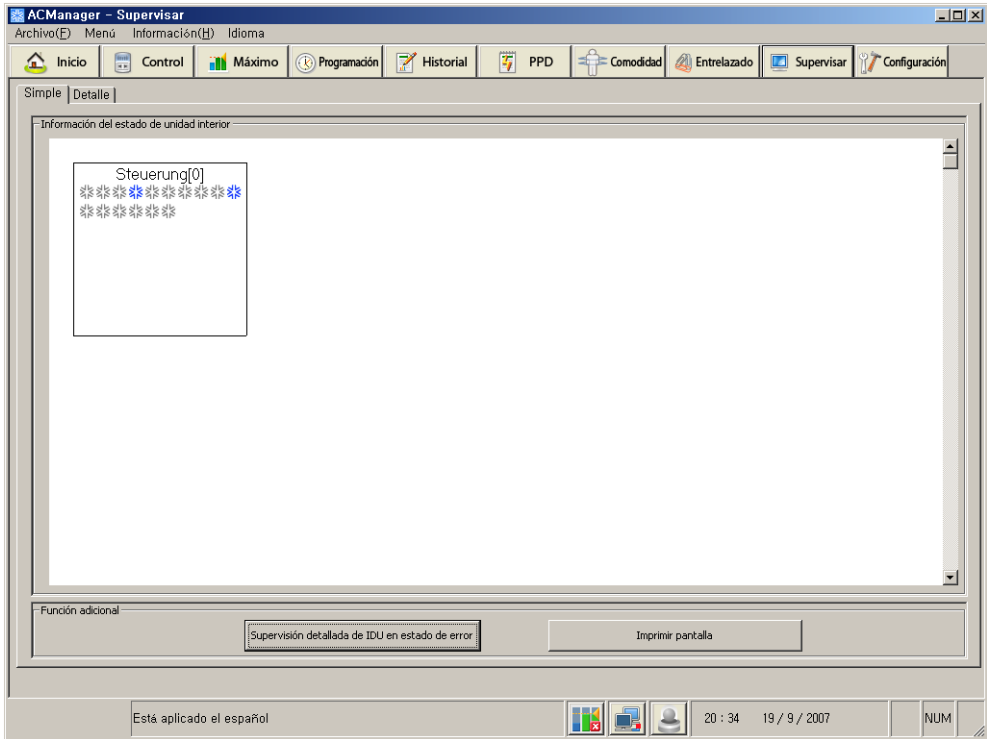 ACManager - Supervisar
Archivo(F) Menú Información(H) Idioma
Inicio Control Máximo Programación Historial PPD Comodidad Entrelazado Supervisar Configuración
Simple Detalle
Información del estado de unidad interior
Steuerung[0]
Función adicional
Supervisión detallada de IDU en estado de error Imprimir pantalla
Está aplicado el español 20 : 34 19 / 9 / 2007 NUM